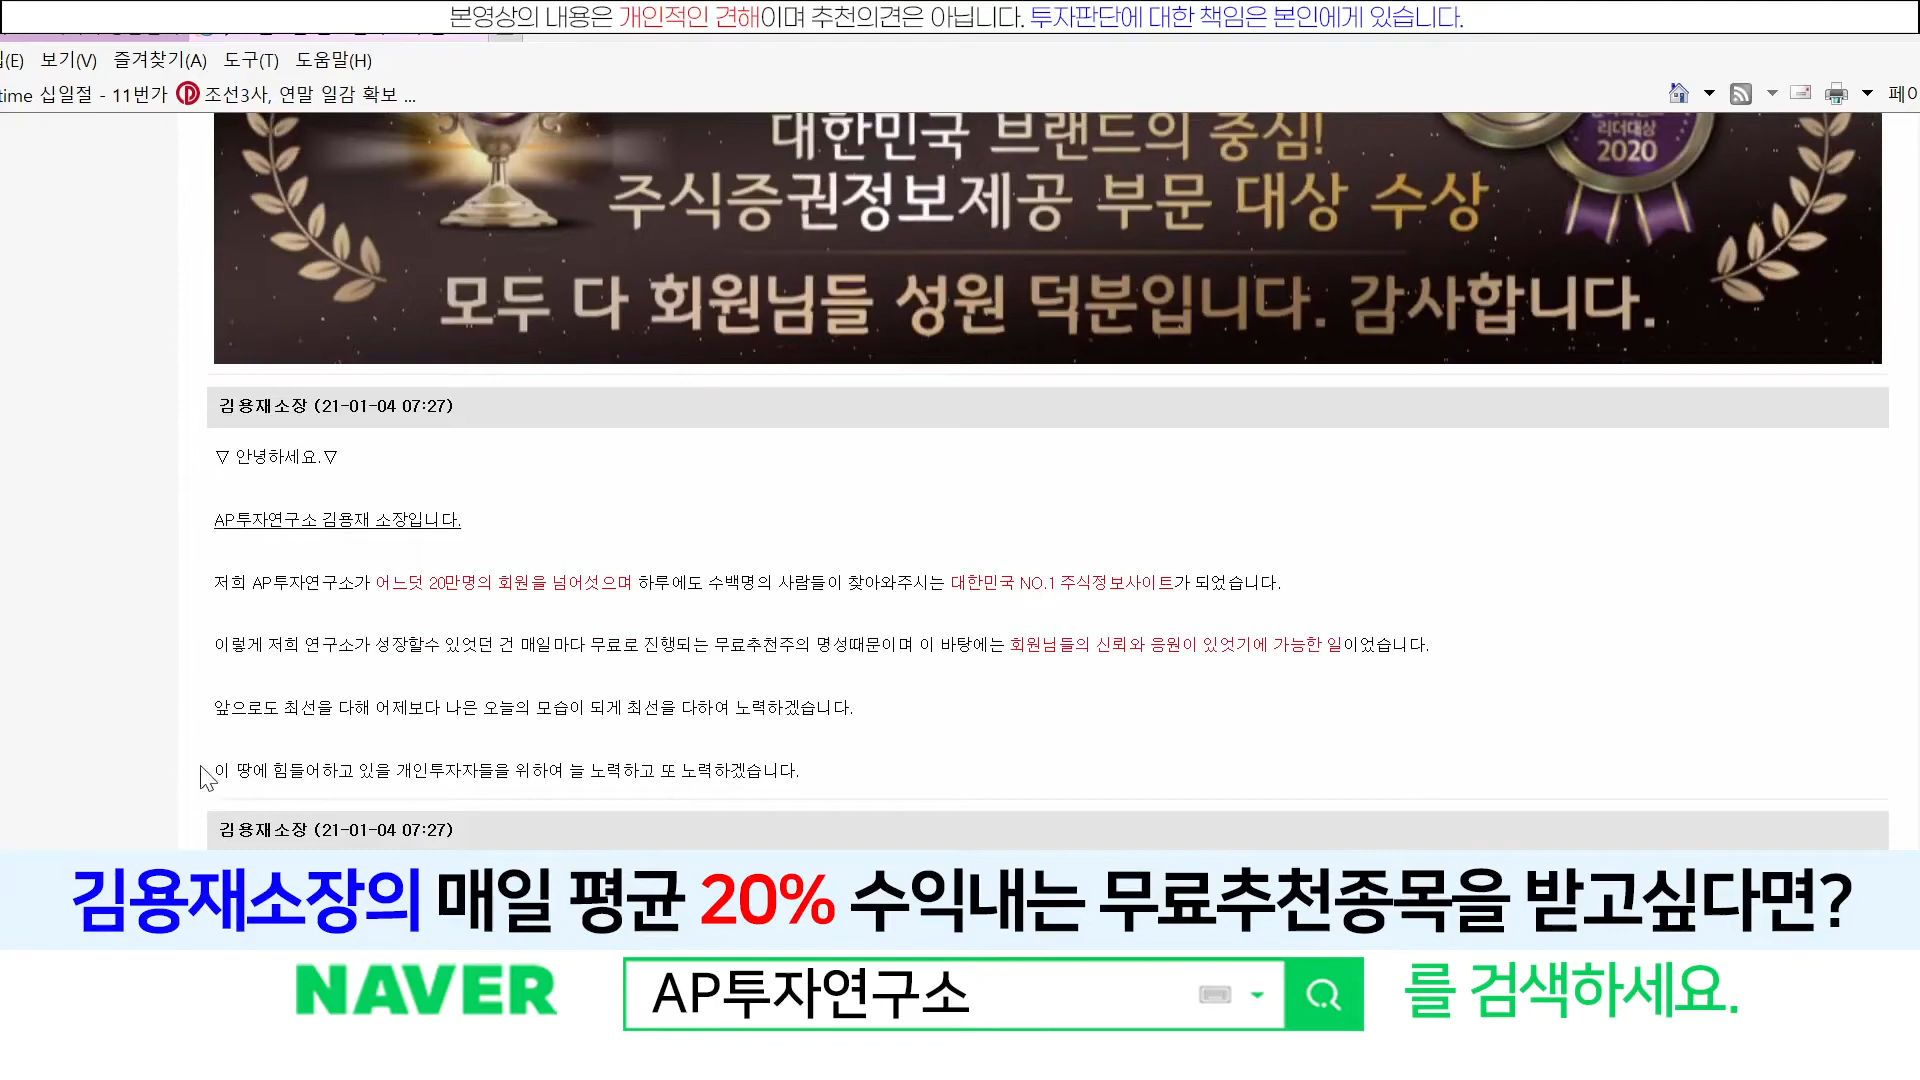 본영상의 내용은 개인적인 견해이며 추천의견은 아닙니다. 투자판단에 대한 책임은 본인에게 있습니다.
(E) 보기(V) 즐겨찾기(A) 도구(T) 도움말(H)
time 십일절 - 11번가 조선3사, 연말 일감 확보 ...
페이
리더대상
2020
대한민국 브랜드의 중심!
주식증권정보제공 부문 대상 수상
모두 다 회원님들 성원 덕분입니다. 감사합니다.
김용재소장 (21-01-04 07:27)
▽ 안녕하세요.▽
AP투자연구소 김용재 소장입니다.
저희 AP투자연구소가 어느덧 20만명의 회원을 넘어섯으며 하루에도 수백명의 사람들이 찾아와주시는 대한민국 NO.1 주식정보사이트가 되었습니다.
이렇게 저희 연구소가 성장할수 있엇던 건 매일마다 무료로 진행되는 무료추천주의 명성때문이며 이 바탕에는 회원님들의 신뢰와 응원이 있엇기에 가능한 일이었습니다.
앞으로도 최선을 다해 어제보다 나은 오늘의 모습이 되게 최선을 다하여 노력하겠습니다.
이 땅에 힘들어하고 있을 개인투자자들을 위하여 늘 노력하고 또 노력하겠습니다.
김용재소장 (21-01-04 07:27)
김용재소장의 매일 평균 20% 수익내는 무료추천종목을 받고싶다면?
NAVER AP투자연구소 를 검색하세요.